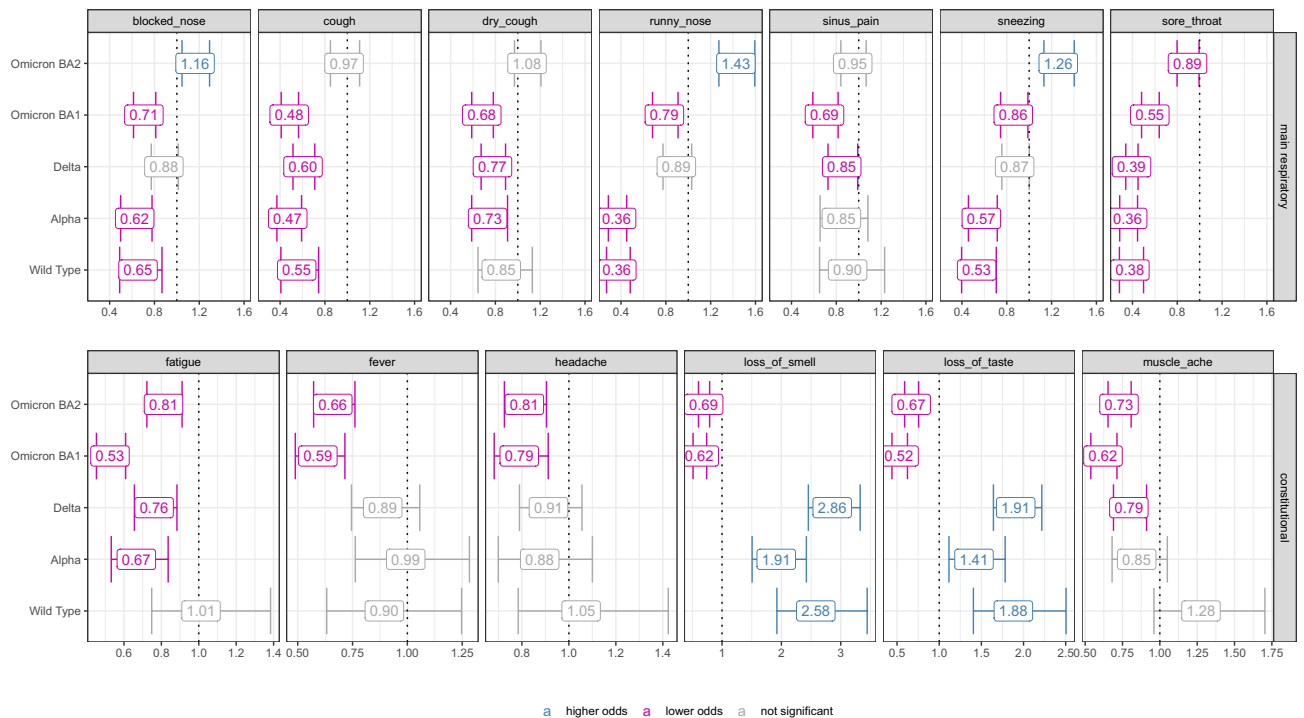 blocked_nose cough dry_cough runny_nose sinus_pain sneezing sore_throat
Omicron BA2 1.16 0.97 1.08 1.43 0.95 1.26 0.89
Omicron BA1 0.71 0.48 0.68 0.79 0.69 0.86 0.55
Delta 0.88 0.60 0.77 0.89 0.85 0.87 0.39
Alpha 0.62 0.47 0.73 0.36 0.85 0.57 0.36
Wild Type 0.65 0.55 0.85 0.36 0.90 0.53 0.38
main respiratory
0.4 0.8 1.2 1.6 0.4 0.8 1.2 1.6 0.4 0.8 1.2 1.6 0.4 0.8 1.2 1.6 0.4 0.8 1.2 1.6 0.4 0.8 1.2 1.6 0.4 0.8 1.2 1.6
fatigue fever headache loss_of_smell loss_of_taste muscle_ache
Omicron BA2 0.81 0.66 0.81 0.69 0.67 0.73
Omicron BA1 0.53 0.59 0.79 0.62 0.52 0.62
Delta 0.76 0.89 0.91 2.86 1.91 0.79
Alpha 0.67 0.99 0.88 1.91 1.41 0.85
Wild Type 1.01 0.90 1.05 2.58 1.88 1.28
constitutional
0.6 0.8 1.0 1.2 1.4 0.50 0.75 1.00 1.25 0.8 1.0 1.2 1.4 1 2 3 0.5 1.0 1.5 2.0 2.5 0.50 0.75 1.00 1.25 1.50 1.75
a higher odds a lower odds a not significant